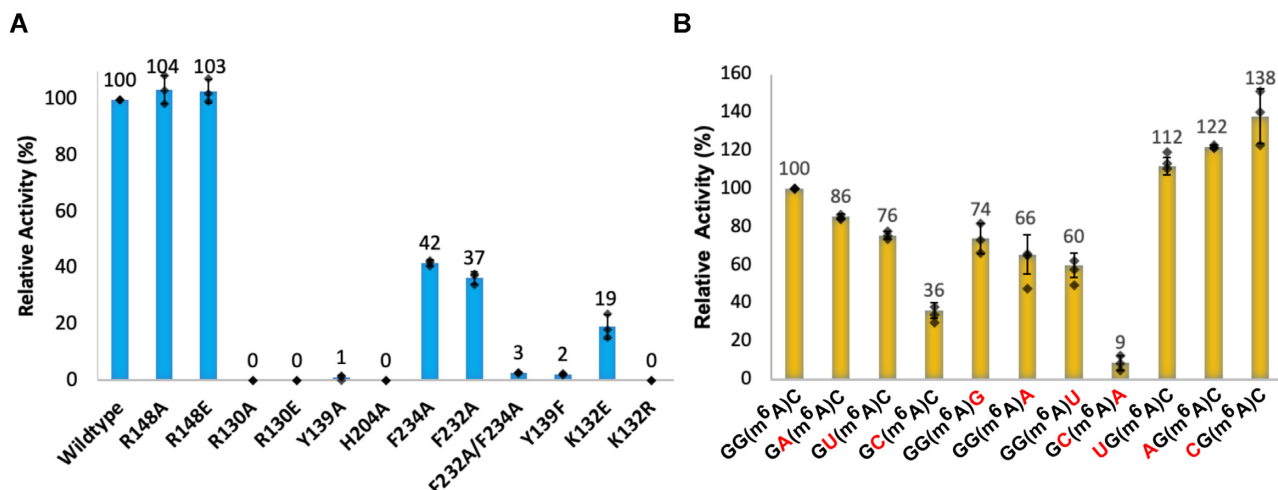 A
Relative Activity (%)
100
80
60
40
20
0
100
104
103
0
0
1
0
42
37
3
2
19
0
Wildtype
R148A
R148E
R130A
R130E
Y139A
H204A
F234A
F232A
F232A/F234A
Y139F
K132E
K132R
B
Relative Activity (%)
160
140
120
100
80
60
40
20
0
100
86
76
36
74
66
60
9
112
122
138
GG(m⁶A)C
GA(m⁶A)C
GU(m⁶A)C
GC(m⁶A)C
GG(m⁶A)G
GG(m⁶A)A
GG(m⁶A)U
GC(m⁶A)A
UG(m⁶A)C
AG(m⁶A)C
CG(m⁶A)C